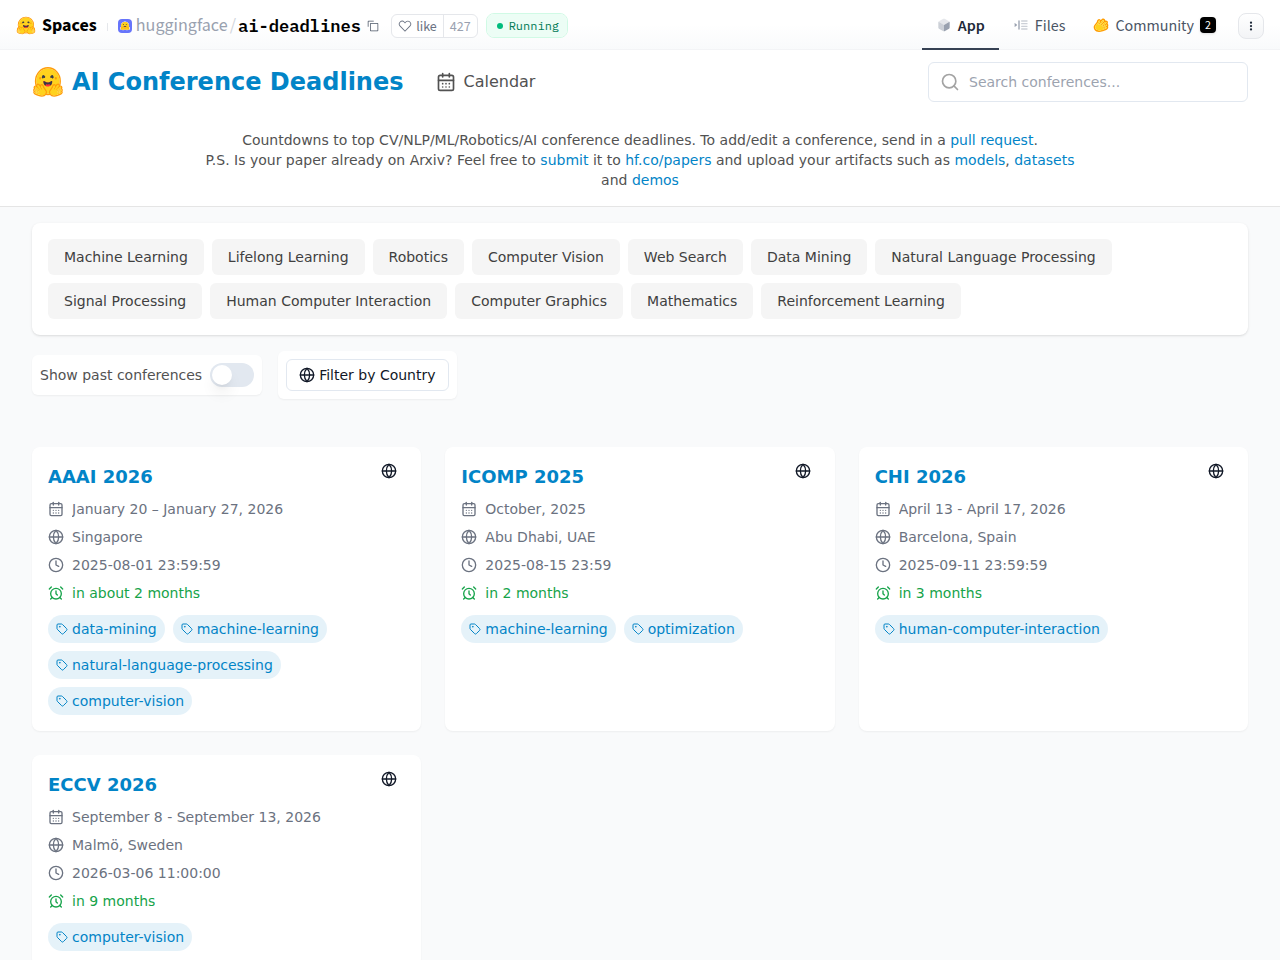 Spaces huggingface/ai-deadlines like 427 Running App Files Community 2
AI Conference Deadlines Calendar Search conferences...
Countdowns to top CV/NLP/ML/Robotics/AI conference deadlines. To add/edit a conference, send in a pull request.
P.S. Is your paper already on Arxiv? Feel free to submit it to hf.co/papers and upload your artifacts such as models, datasets
and demos
Machine Learning Lifelong Learning Robotics Computer Vision Web Search Data Mining Natural Language Processing
Signal Processing Human Computer Interaction Computer Graphics Mathematics Reinforcement Learning
Show past conferences Filter by Country
AAAI 2026
January 20 – January 27, 2026
Singapore
2025-08-01 23:59:59
in about 2 months
data-mining machine-learning
natural-language-processing
computer-vision
ICOMP 2025
October, 2025
Abu Dhabi, UAE
2025-08-15 23:59
in 2 months
machine-learning optimization
CHI 2026
April 13 - April 17, 2026
Barcelona, Spain
2025-09-11 23:59:59
in 3 months
human-computer-interaction
ECCV 2026
September 8 - September 13, 2026
Malmö, Sweden
2026-03-06 11:00:00
in 9 months
computer-vision